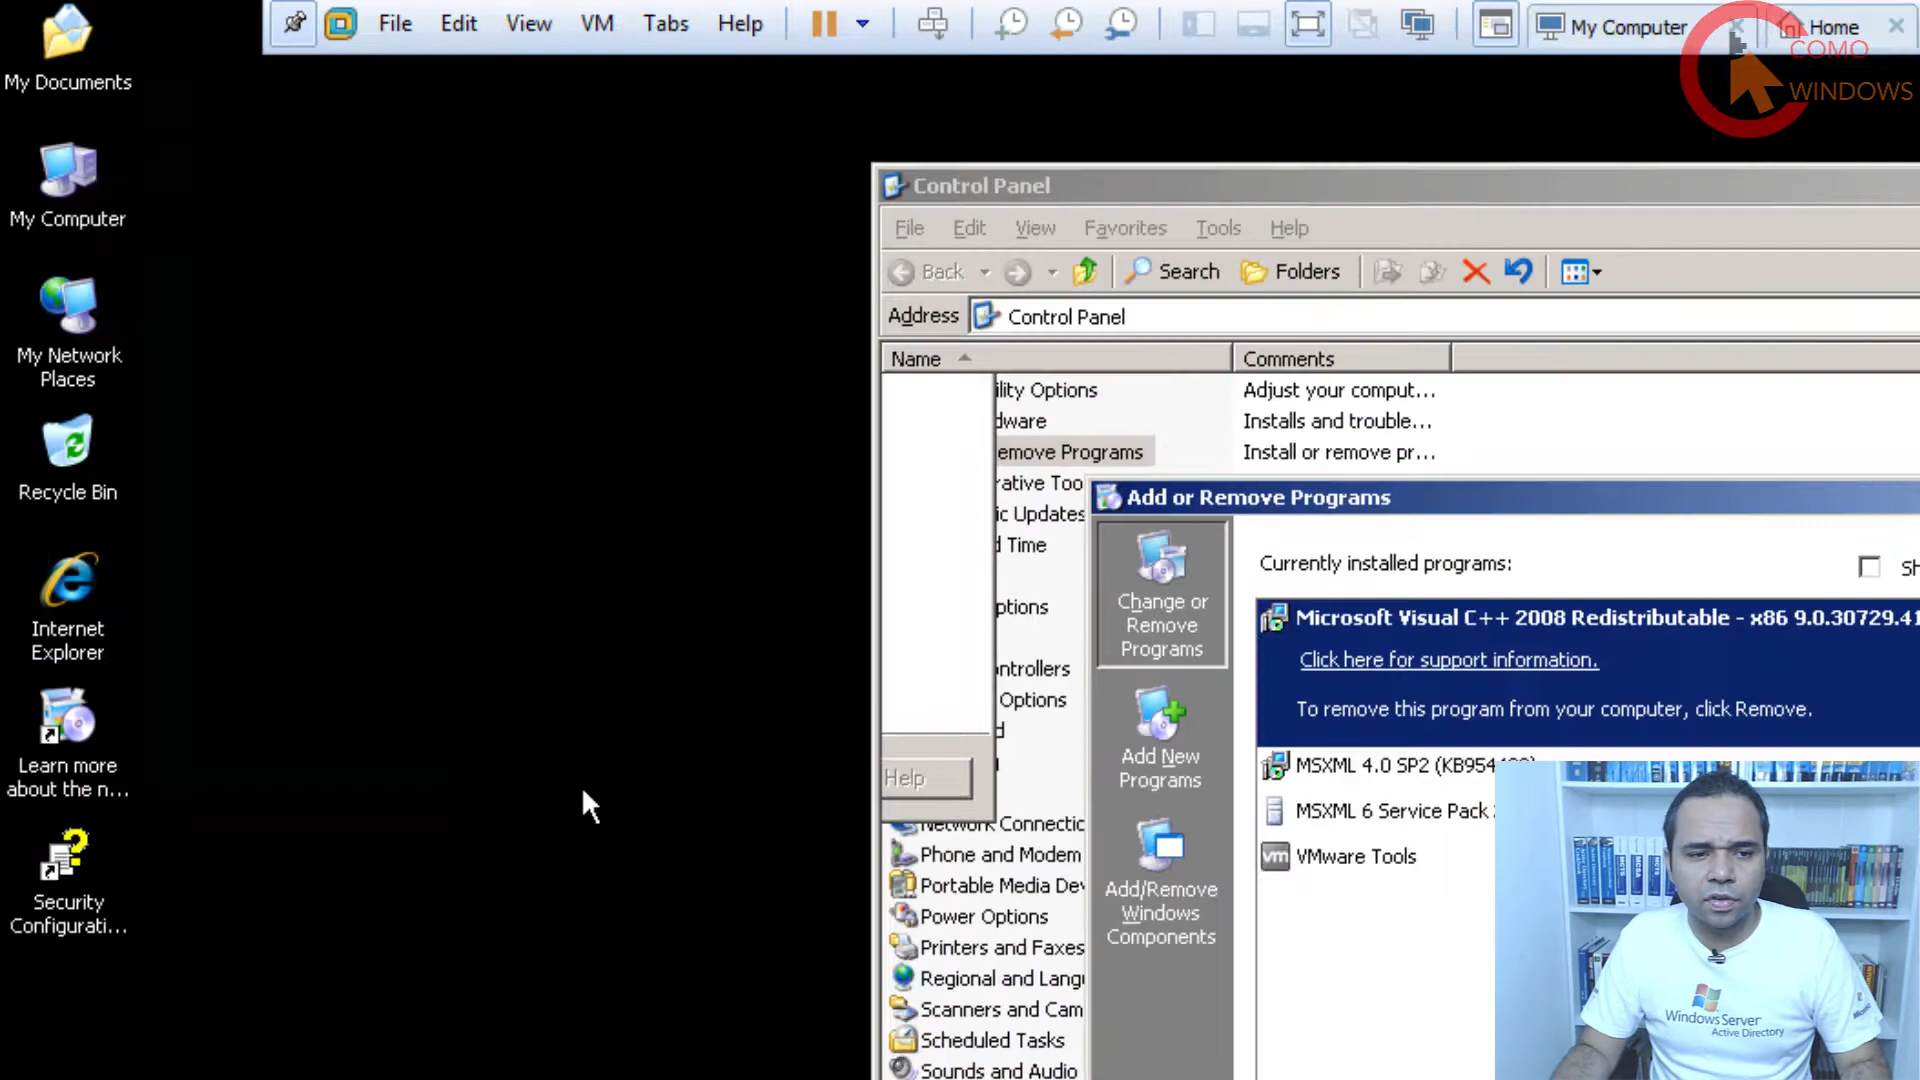 File Edit View VM Tabs Help
My Computer
Home
COMO
WINDOWS
My Documents
My Computer
My Network
Places
Recycle Bin
Internet
Explorer
Learn more
about the n...
Security
Configurati...
Control Panel
File Edit View Favorites Tools Help
Back Search Folders
Address Control Panel
Name Comments
ility Options Adjust your comput...
dware Installs and trouble...
emove Programs Install or remove pr...
rative Too
ic Updates
d Time
ptions
ntrollers
Options
d
Help
Network Connectic
Phone and Modem
Portable Media Dev
Power Options
Printers and Faxes
Regional and Langu
Scanners and Cam
Scheduled Tasks
Sounds and Audio
Add or Remove Programs
Change or
Remove
Programs
Add New
Programs
Add/Remove
Windows
Components
Currently installed programs:
Sh
Microsoft Visual C++ 2008 Redistributable - x86 9.0.30729.41
Click here for support information.
To remove this program from your computer, click Remove.
MSXML 4.0 SP2
MSXML 6 Service Pack
vm VMware Tools
Windows Server
Active Directory